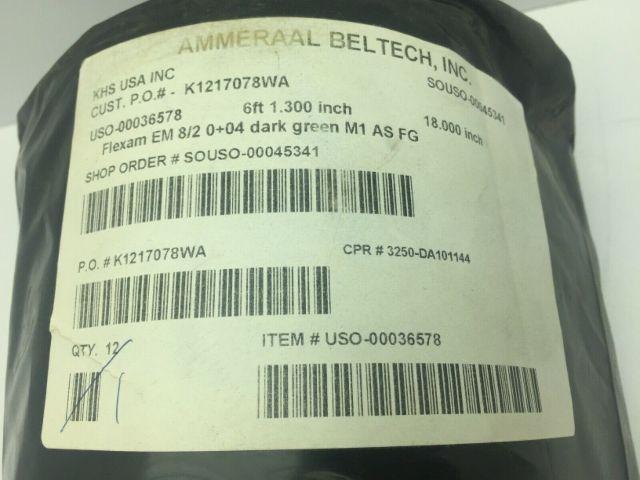 AMMERAAL BELTECH, INC.
KHS USA INC
SOUSO-00045341
CUST. P.O.# - K1217078WA
USO-00036578 6ft 1.300 inch 18.000 inch
Flexam EM 8/2 0+04 dark green M1 AS FG
SHOP ORDER # SOUSO-00045341
P.O. # K1217078WA CPR # 3250-DA101144
QTY. 12 ITEM # USO-00036578